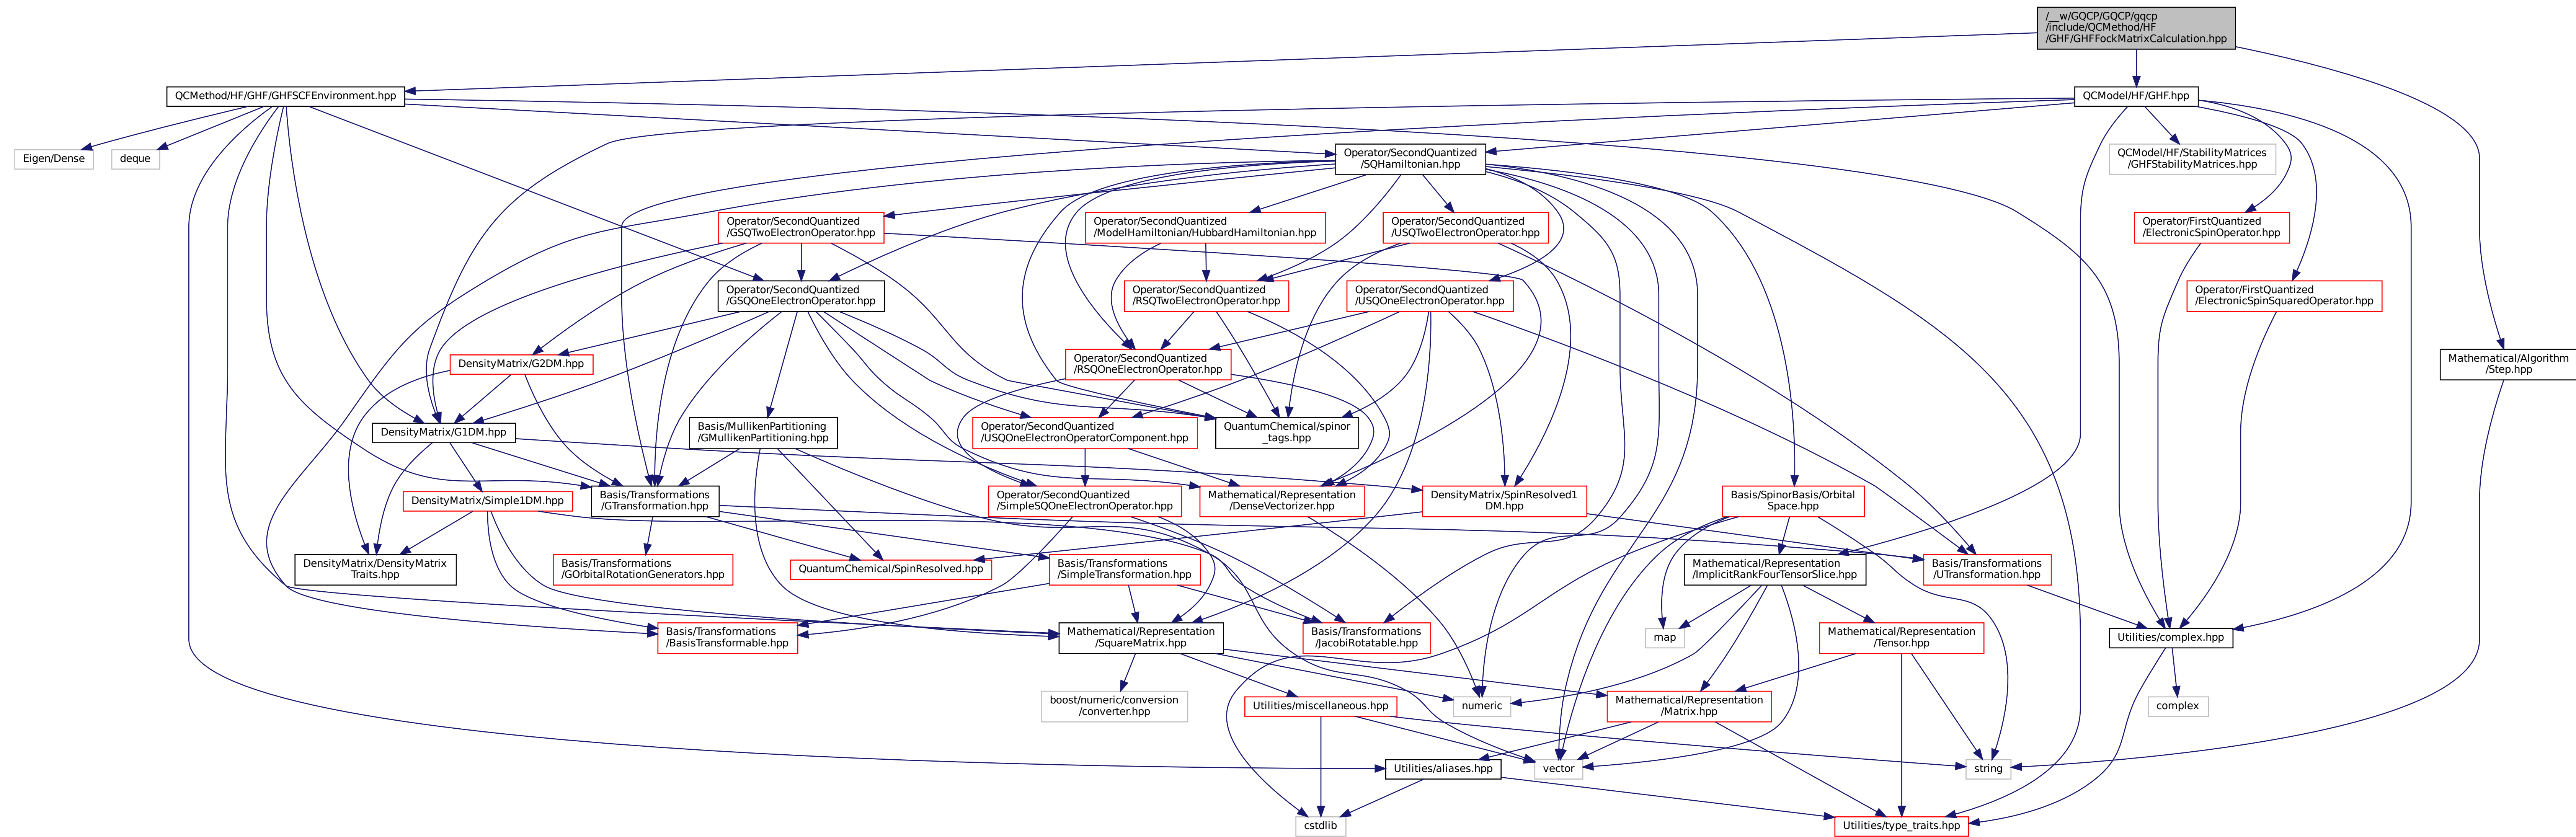 /__w/GQCP/GQCP/gqcp
/include/QCMethod/HF
/GHF/GHFFockMatrixCalculation.hpp
QCMethod/HF/GHF/GHFSCFEnvironment.hpp
QCModel/HF/GHF.hpp
Eigen/Dense
deque
Operator/SecondQuantized
/SQHamiltonian.hpp
QCModel/HF/StabilityMatrices
/GHFStabilityMatrices.hpp
Operator/SecondQuantized
/GSQTwoElectronOperator.hpp
Operator/SecondQuantized
/ModelHamiltonian/HubbardHamiltonian.hpp
Operator/SecondQuantized
/USQTwoElectronOperator.hpp
Operator/FirstQuantized
/ElectronicSpinOperator.hpp
Operator/SecondQuantized
/GSQOneElectronOperator.hpp
Operator/SecondQuantized
/RSQTwoElectronOperator.hpp
Operator/SecondQuantized
/USQOneElectronOperator.hpp
Operator/FirstQuantized
/ElectronicSpinSquaredOperator.hpp
DensityMatrix/G2DM.hpp
Operator/SecondQuantized
/RSQOneElectronOperator.hpp
Mathematical/Algorithm
/Step.hpp
DensityMatrix/G1DM.hpp
Basis/MullikenPartitioning
/GMullikenPartitioning.hpp
Operator/SecondQuantized
/USQOneElectronOperatorComponent.hpp
QuantumChemical/spinor
_tags.hpp
DensityMatrix/Simple1DM.hpp
Basis/Transformations
/GTransformation.hpp
Operator/SecondQuantized
/SimpleSQOneElectronOperator.hpp
Mathematical/Representation
/DenseVectorizer.hpp
DensityMatrix/SpinResolved1
DM.hpp
Basis/SpinorBasis/Orbital
Space.hpp
DensityMatrix/DensityMatrix
Traits.hpp
Basis/Transformations
/GOrbitalRotationGenerators.hpp
QuantumChemical/SpinResolved.hpp
Basis/Transformations
/SimpleTransformation.hpp
Mathematical/Representation
/ImplicitRankFourTensorSlice.hpp
Basis/Transformations
/UTransformation.hpp
Basis/Transformations
/BasisTransformable.hpp
Mathematical/Representation
/SquareMatrix.hpp
Basis/Transformations
/JacobiRotatable.hpp
map
Mathematical/Representation
/Tensor.hpp
Utilities/complex.hpp
boost/numeric/conversion
/converter.hpp
Utilities/miscellaneous.hpp
numeric
Mathematical/Representation
/Matrix.hpp
complex
Utilities/aliases.hpp
vector
string
cstdlib
Utilities/type_traits.hpp